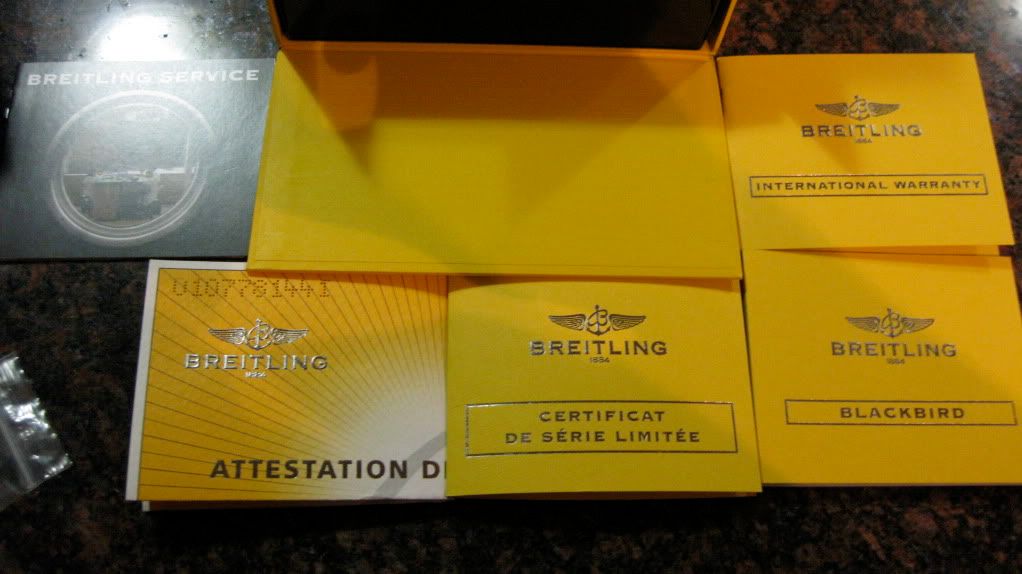 BREITLING SERVICE
BREITLING
1884
INTERNATIONAL WARRANTY
BREITLING
1884
ATTESTATION D
BREITLING
1884
CERTIFICAT
DE SÉRIE LIMITÉE
BREITLING
1884
BLACKBIRD